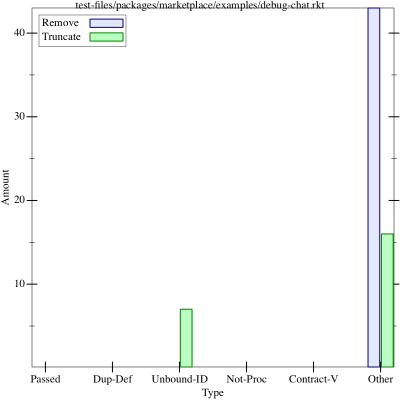 test-files/packages/marketplace/examples/debug-chat.rkt
Remove
Truncate
40
30
20
10
Amount
Passed Dup-Def Unbound-ID Not-Proc Contract-V Other
Type